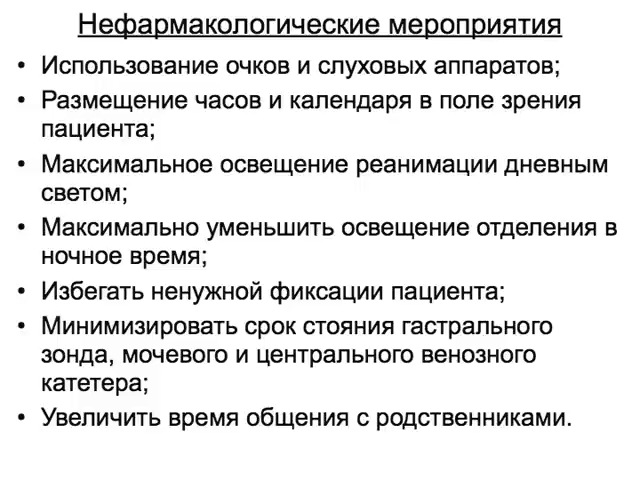 Нефармакологические мероприятия
• Использование очков и слуховых аппаратов;
• Размещение часов и календаря в поле зрения
пациента;
• Максимальное освещение реанимации дневным
светом;
• Максимально уменьшить освещение отделения в
ночное время;
• Избегать ненужной фиксации пациента;
• Минимизировать срок стояния гастрального
зонда, мочевого и центрального венозного
катетера;
• Увеличить время общения с родственниками.